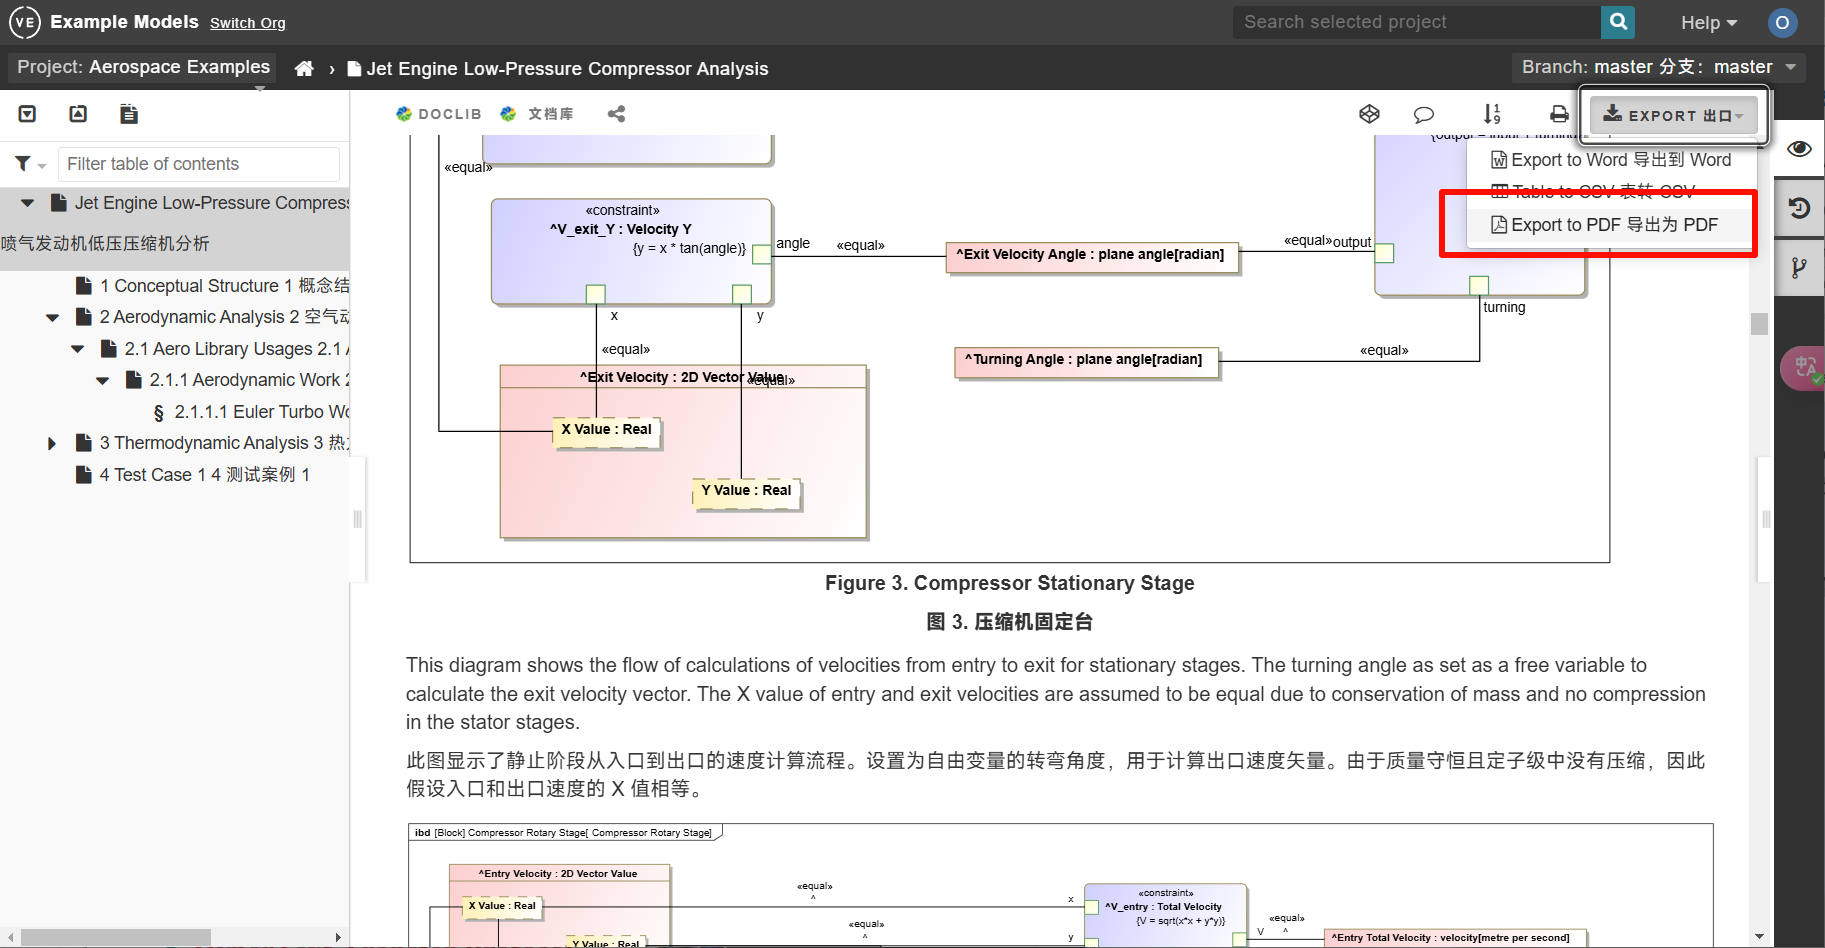 VE Example Models Switch Org
Search selected project
Help
O
Project: Aerospace Examples
› Jet Engine Low-Pressure Compressor Analysis
Branch: master 分支：master
DOCLIB 文档库
EXPORT 出口
Filter table of contents
Export to Word 导出到 Word
Table to CSV 表转 CSV
Export to PDF 导出为 PDF
Jet Engine Low-Pressure Compress
喷气发动机低压压缩机分析
1 Conceptual Structure 1 概念结
2 Aerodynamic Analysis 2 空气动
2.1 Aero Library Usages 2.1
2.1.1 Aerodynamic Work 2
§ 2.1.1.1 Euler Turbo Wo
3 Thermodynamic Analysis 3 热
4 Test Case 1 4 测试案例 1
«equal»
«constraint»
^V_exit_Y : Velocity Y
{y = x * tan(angle)}
angle
«equal»
^Exit Velocity Angle : plane angle[radian]
«equal»
output
x
y
turning
«equal»
^Turning Angle : plane angle[radian]
«equal»
^Exit Velocity : 2D Vector Value
«equal»
X Value : Real
Y Value : Real
Figure 3. Compressor Stationary Stage
图 3. 压缩机固定台
This diagram shows the flow of calculations of velocities from entry to exit for stationary stages. The turning angle as set as a free variable to
calculate the exit velocity vector. The X value of entry and exit velocities are assumed to be equal due to conservation of mass and no compression
in the stator stages.
此图显示了静止阶段从入口到出口的速度计算流程。设置为自由变量的转弯角度，用于计算出口速度矢量。由于质量守恒且定子级中没有压缩，因此
假设入口和出口速度的 X 值相等。
ibd [Block] Compressor Rotary Stage[ Compressor Rotary Stage]
^Entry Velocity : 2D Vector Value
X Value : Real
Y Value : Real
«equal»
^
x
«equal»
^
y
«constraint»
^V_entry : Total Velocity
{V = sqrt(x*x + y*y)}
V
«equal»
^
^Entry Total Velocity : velocity[metre per second]